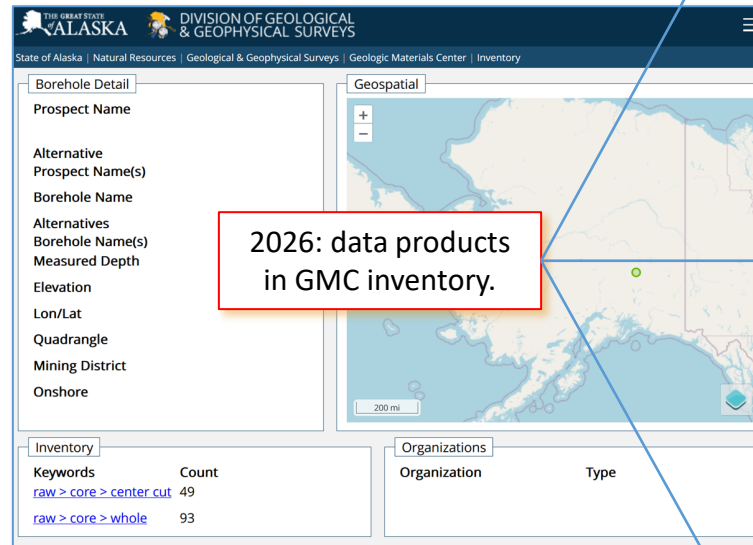 THE GREAT STATE
of ALASKA
DIVISION OF GEOLOGICAL
& GEOPHYSICAL SURVEYS
State of Alaska | Natural Resources | Geological & Geophysical Surveys | Geologic Materials Center | Inventory
Borehole Detail
Prospect Name
Alternative
Prospect Name(s)
Borehole Name
Alternatives
Borehole Name(s)
Measured Depth
Elevation
Lon/Lat
Quadrangle
Mining District
Onshore
Geospatial
+
−
200 mi
2026: data products
in GMC inventory.
Inventory
Keywords Count
raw > core > center cut 49
raw > core > whole 93
Organizations
Organization Type